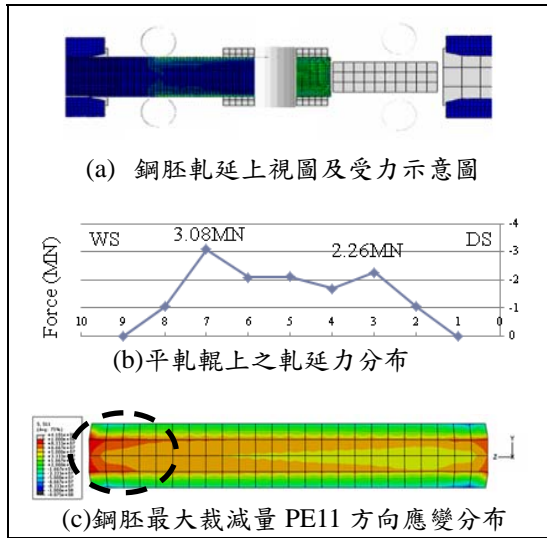 (a) 鋼胚軋延上視圖及受力示意圖
WS 3.08MN 2.26MN DS
Force (MN)
-4
-3
-2
-1
0
10 9 8 7 6 5 4 3 2 1 0
(b)平軋輥上之軋延力分布
Y
Z
(c)鋼胚最大裁減量 PE11 方向應變分布